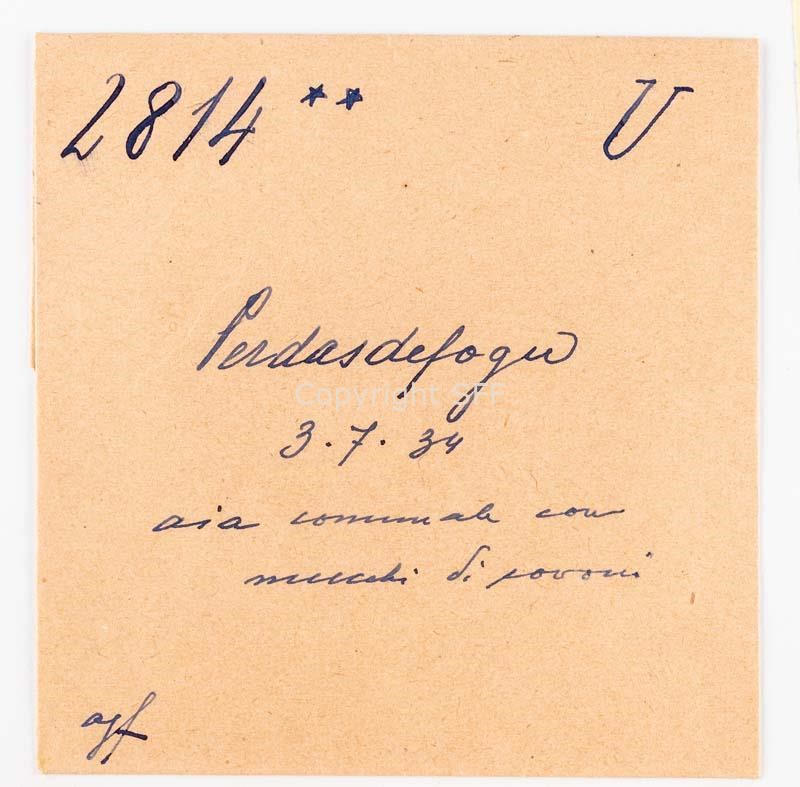 2814 ** U
Perdasdefogu
Copyright SFF
3.7.34
aia comunale con
mucchi di covoni
agf